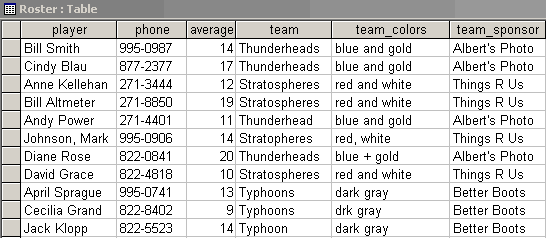 Roster : Table
player phone average team team_colors team_sponsor
Bill Smith 995-0987 14 Thunderheads blue and gold Albert's Photo
Cindy Blau 877-2377 17 Thunderheads blue and gold Albert's Photo
Anne Kellehan 271-3444 12 Stratospheres red and white Things R Us
Bill Altmeter 271-8850 19 Stratospheres red and white Things R Us
Andy Power 271-4401 11 Thunderhead blue and gold Albert's Photo
Johnson, Mark 995-0906 14 Stratopheres red, white Things R Us
Diane Rose 822-0841 20 Thunderheads blue + gold Albert's Photo
David Grace 822-4818 10 Stratospheres red and white Things R Us
April Sprague 995-0741 13 Typhoons dark gray Better Boots
Cecilia Grand 822-8402 9 Tyhoons drk gray Better Boots
Jack Klopp 822-5523 14 Typhoon dark gray Better Boots